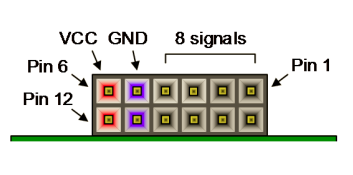 VCC GND 8 signals
Pin 6 Pin 1
Pin 12